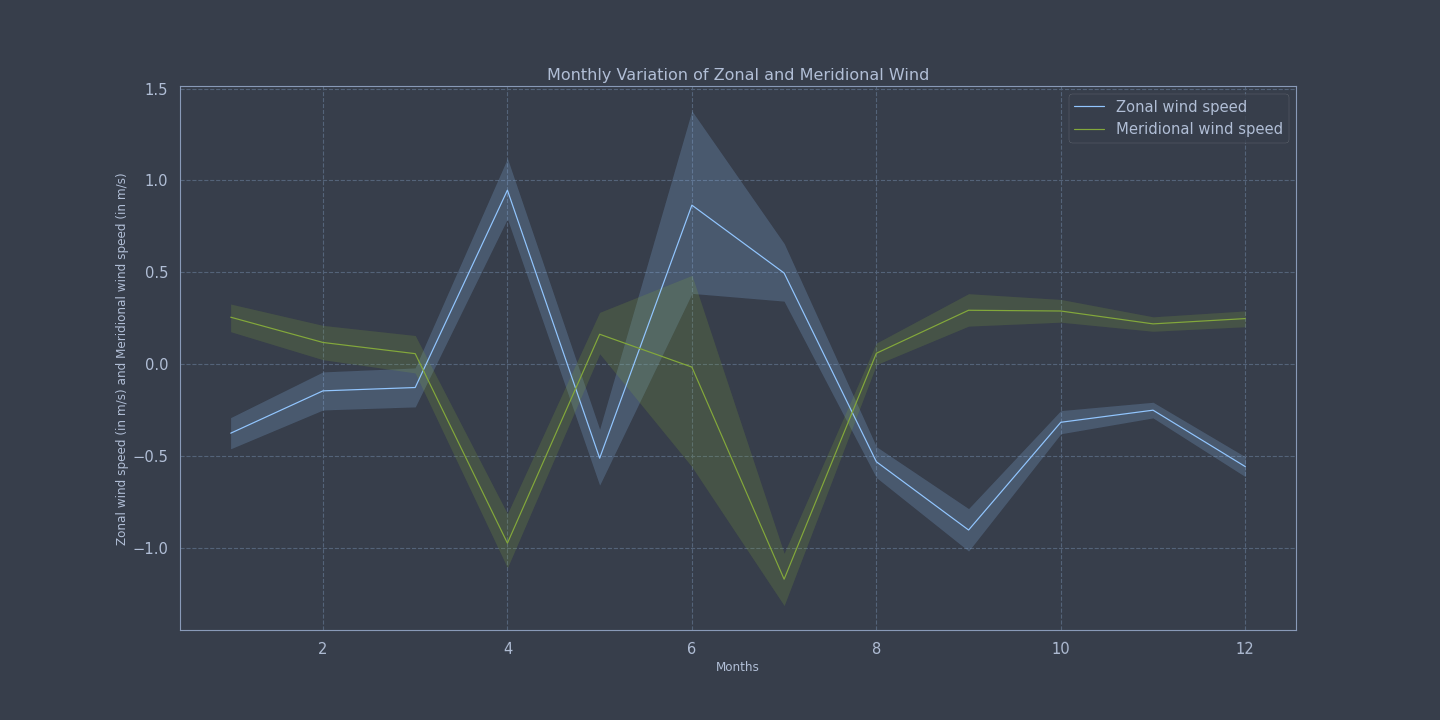 Monthly Variation of Zonal and Meridional Wind
Zonal wind speed
Meridional wind speed
Zonal wind speed (in m/s) and Meridional wind speed (in m/s)
1.5
1.0
0.5
0.0
−0.5
−1.0
2
4
6
8
10
12
Months